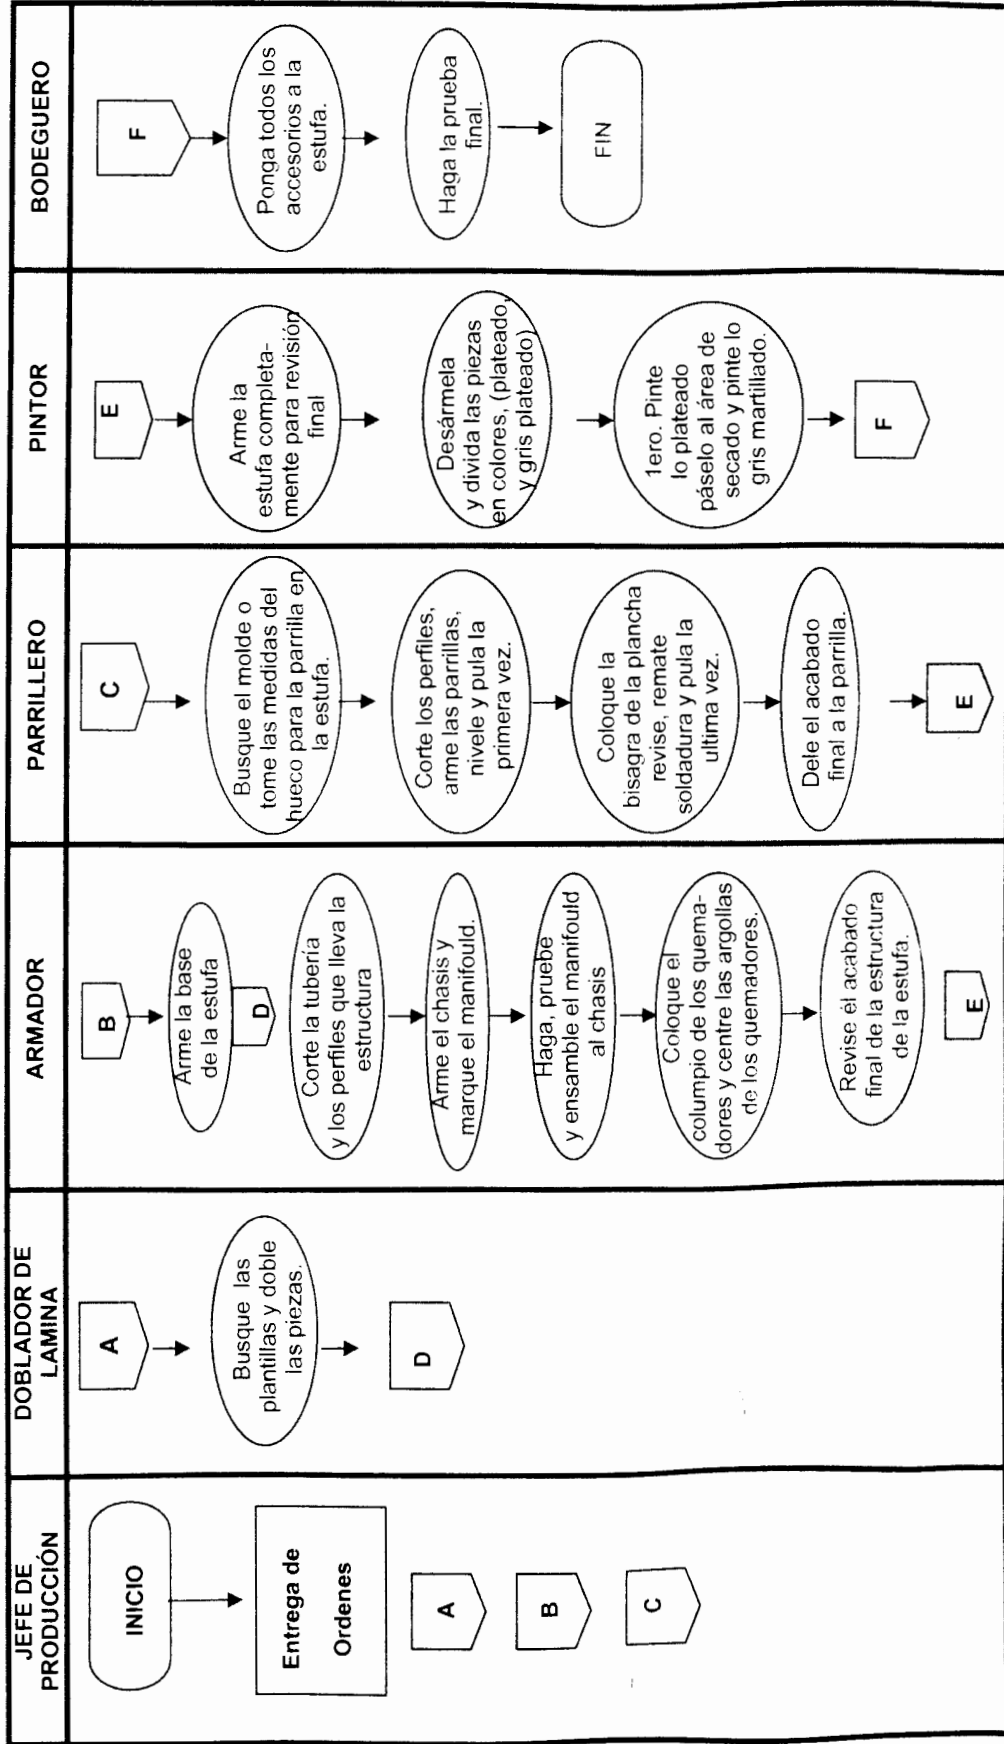 JEFE DE
PRODUCCIÓN
INICIO
Entrega de
Ordenes
A
B
C
DOBLADOR DE
LAMINA
A
Busque las
plantillas y doble
las piezas.
D
ARMADOR
B
Arme la base
de la estufa
D
Corte la tubería
y los perfiles que lleva la
estructura
Arme el chasis y
marque el manifould.
Haga, pruebe
y ensamble el manifould
al chasis
Coloque el
columpio de los quema-
dores y centre las argollas
de los quemadores.
Revise él acabado
final de la estructura
de la estufa.
E
PARRILLERO
C
Busque el molde o
tome las medidas del
hueco para la parrilla en
la estufa.
Corte los perfiles,
arme las parrillas,
nivele y pula la
primera vez.
Coloque la
bisagra de la plancha
revise, remate
soldadura y pula la
ultima vez.
Dele el acabado
final a la parrilla.
E
PINTOR
E
Arme la
estufa completa-
mente para revisión
final
Desármela
y divida las piezas
en colores, (plateado,
y gris plateado)
1ero. Pinte
lo plateado
páselo al área de
secado y pinte lo
gris martillado.
F
BODEGUERO
F
Ponga todos los
accesorios a la
estufa.
Haga la prueba
final.
FIN